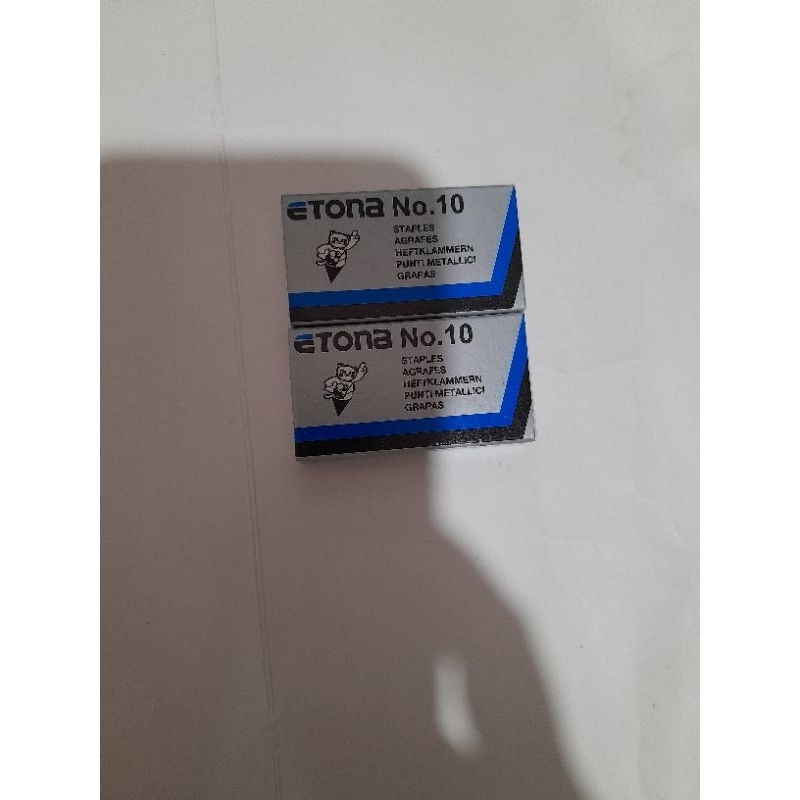 ETONA No.10
STAPLES
AGRAFES
HEFTKLAMMERN
PUNTI METALLICI
GRAPAS
ETONA No.10
STAPLES
AGRAFES
HEFTKLAMMERN
PUNTI METALLICI
GRAPAS